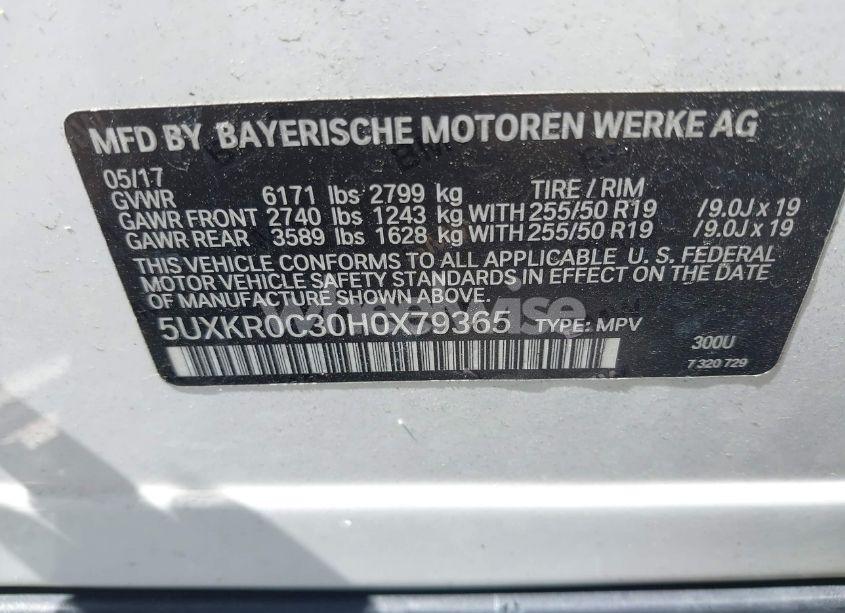 MFD BY BAYERISCHE MOTOREN WERKE AG
05/17
GVWR 6171 lbs 2799 kg TIRE / RIM
GAWR FRONT 2740 lbs 1243 kg WITH 255/50 R19 /9.0J x 19
GAWR REAR 3589 lbs 1628 kg WITH 255/50 R19 /9.0J x 19
THIS VEHICLE CONFORMS TO ALL APPLICABLE U. S. FEDERAL
MOTOR VEHICLE SAFETY STANDARDS IN EFFECT ON THE DATE
OF MANUFACTURE SHOWN ABOVE.
5UXKR0C30H0X79365 TYPE: MPV
300U
7 320 729